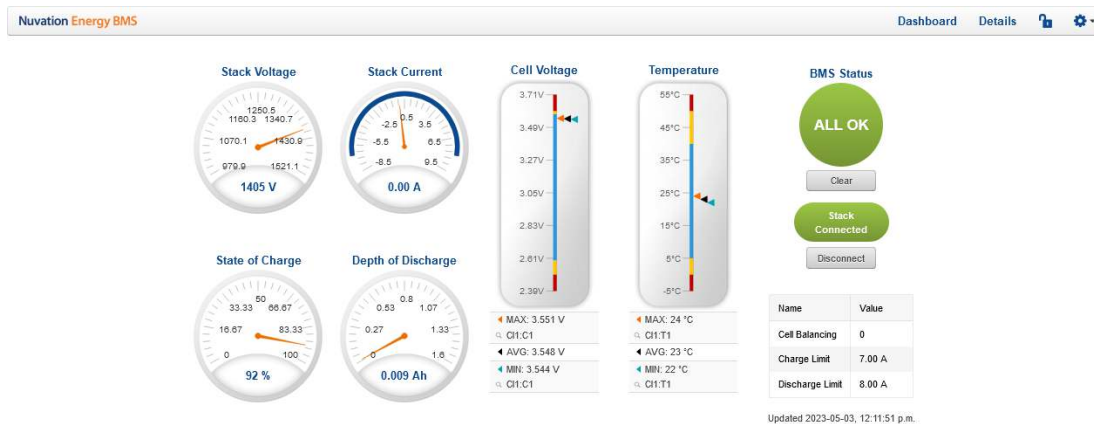 Nuvation Energy BMS
Dashboard Details
Stack Voltage
979.9
1070.1
1160.3
1250.5
1340.7
1430.9
1521.1
1405 V
Stack Current
-8.5
-5.5
-2.5
0.5
3.5
6.5
9.5
0.00 A
Cell Voltage
3.71V
3.49V
3.27V
3.05V
2.83V
2.61V
2.39V
MAX: 3.551 V
CI1:C1
AVG: 3.548 V
MIN: 3.544 V
CI1:C1
Temperature
55°C
45°C
35°C
25°C
15°C
5°C
-5°C
MAX: 24 °C
CI1:T1
AVG: 23 °C
MIN: 22 °C
CI1:T1
BMS Status
ALL OK
Clear
Stack
Connected
Disconnect
State of Charge
0
16.67
33.33
50
66.67
83.33
100
92 %
Depth of Discharge
0
0.27
0.53
0.8
1.07
1.33
1.6
0.009 Ah
Name Value
Cell Balancing 0
Charge Limit 7.00 A
Discharge Limit 8.00 A
Updated 2023-05-03, 12:11:51 p.m.